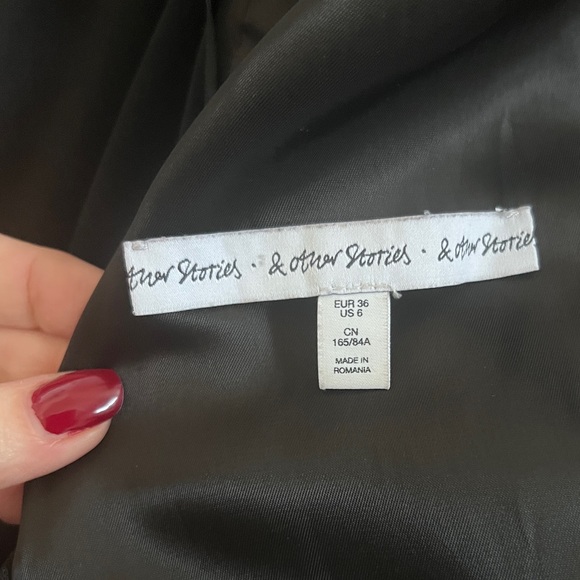 other Stories · & other Stories · & other Stories
EUR 36
US 6
CN
165/84A
MADE IN
ROMANIA